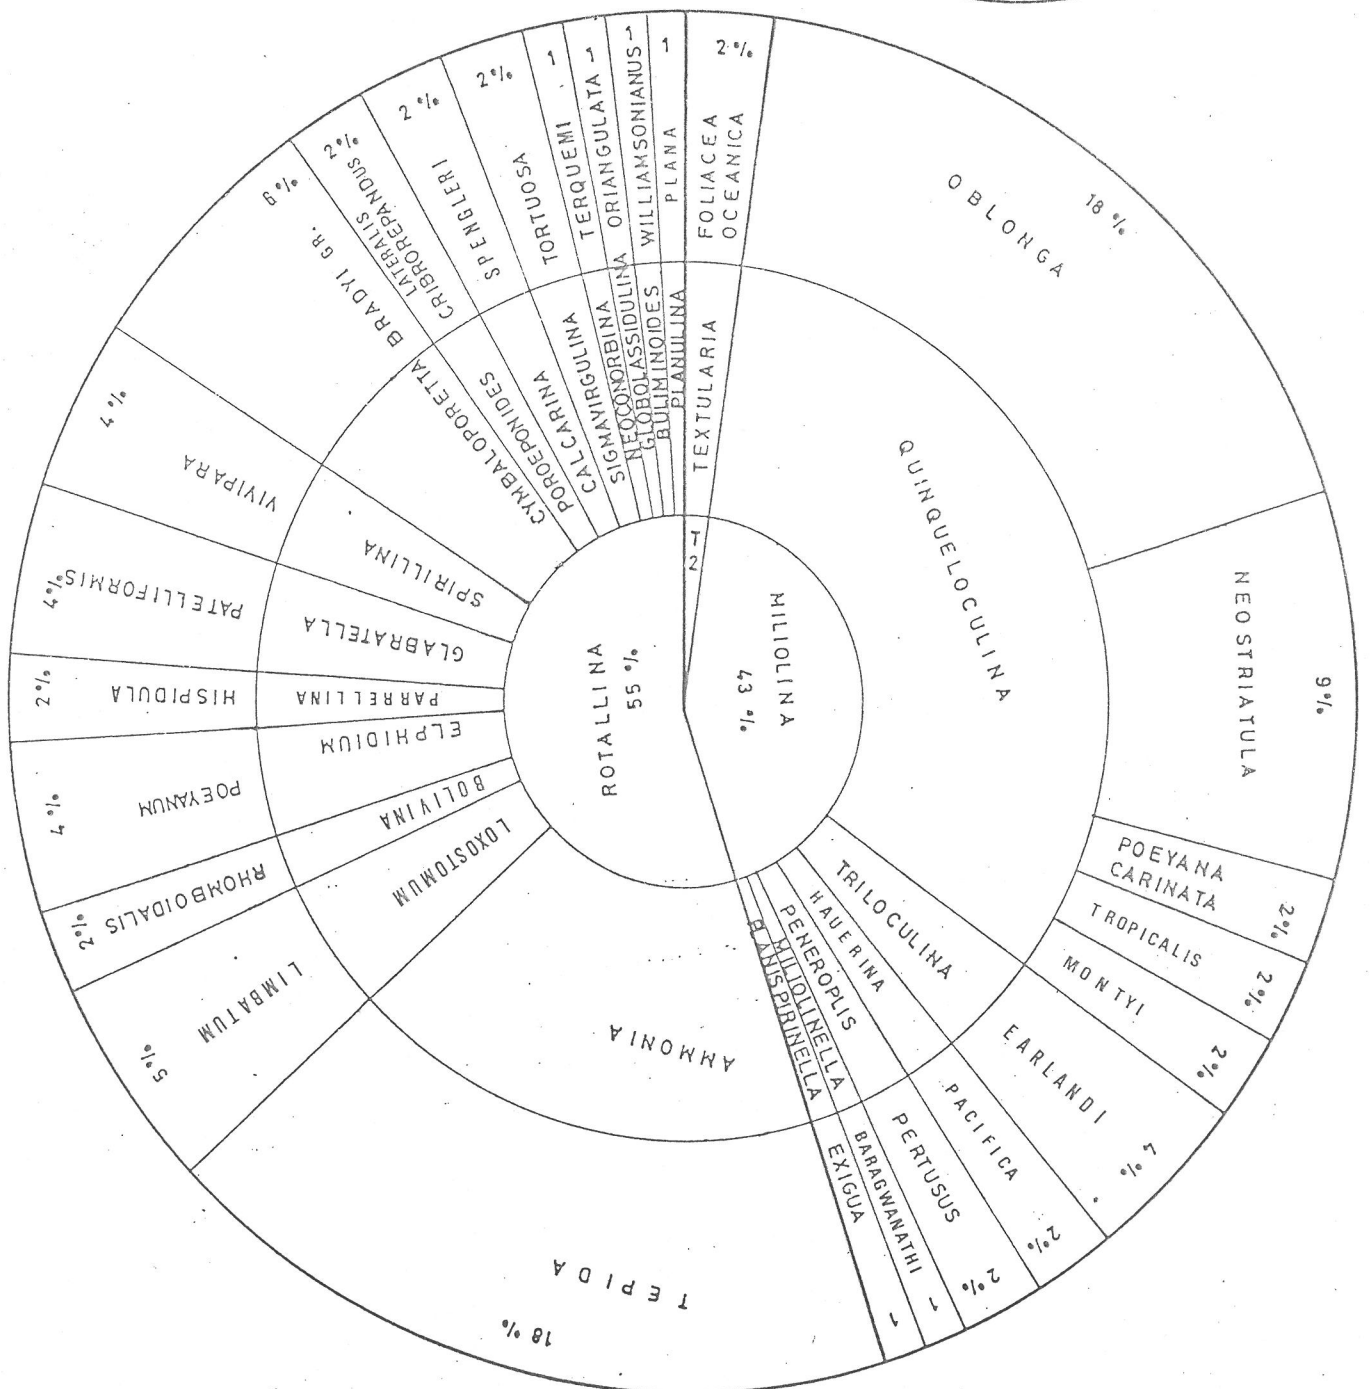 T
2
MILIOLINA
43 %
ROTALLINA
55 %
TEXTULARIA
FOLIACEA
OCEANICA
2 %
QUINQUELOCULINA
OBLONGA
18 %
NEOSTRIATULA
9%
POEYANA
CARINATA
2%
TROPICALIS
2%
MONTYI
2%
TRILOCULINA
EARLANDI
4%
HAUERINA
PACIFICA
2%
PENEROPLIS
PERTUSUS
2%
MILIOLINELLA
BARAGWANATHI
1
PLANISPIRINELLA
EXIGUA
1
AMMONIA
TEPIDA
18 %
LOXOSTOMUM
LIMBATUM
5%
BOLIVINA
RHOMBOIDALIS
2%
ELPHIDIUM
POEYANUM
4%
PARRELLINA
HISPIDULA
2%
GLABRATELLA
PATELLIFORMIS
4%
SPIRILLINA
VIVIPARA
4%
CYMBALOPORETTA
BRADYI GR.
6%
POROEPONIDES
LATERALIS
CRIBROREPANDUS
2%
CALCARINA
SPENGLERI
2%
SIGMAVIRGULINA
TORTUOSA
2%
NEOCONORBINA
TERQUEMI
1
GLOBOLASSIDULINA
ORIANGULATA - 1
BULIMINOIDES
WILLIAMSONIANUS - 1
PLANULINA
PLANA
1